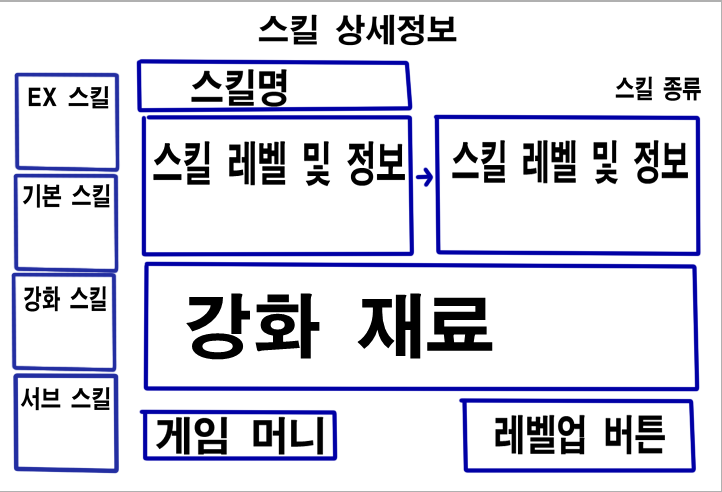 스킬 상세정보
EX 스킬
스킬명
스킬 종류
스킬 레벨 및 정보
스킬 레벨 및 정보
기본 스킬
강화 스킬
강화 재료
서브 스킬
게임 머니
레벨업 버튼